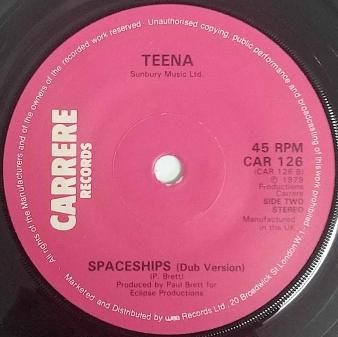 All rights of the Manufacturers and of the owners of the recorded work reserved. Unauthorised copying, public performance and broadcasting of this work prohibited.
TEENA
Sunbury Music Ltd.
CARRERE
RECORDS
45 RPM
CAR 126
(CAR 126 B)
℗ 1979
Productions
Carrere
SIDE TWO
STEREO
Manufactured
in the UK
SPACESHIPS (Dub Version)
(P. Brett)
Produced by Paul Brett for
Eclipse Productions
Marketed and Distributed by wea Records Ltd., 20 Broadwick St London W.1.